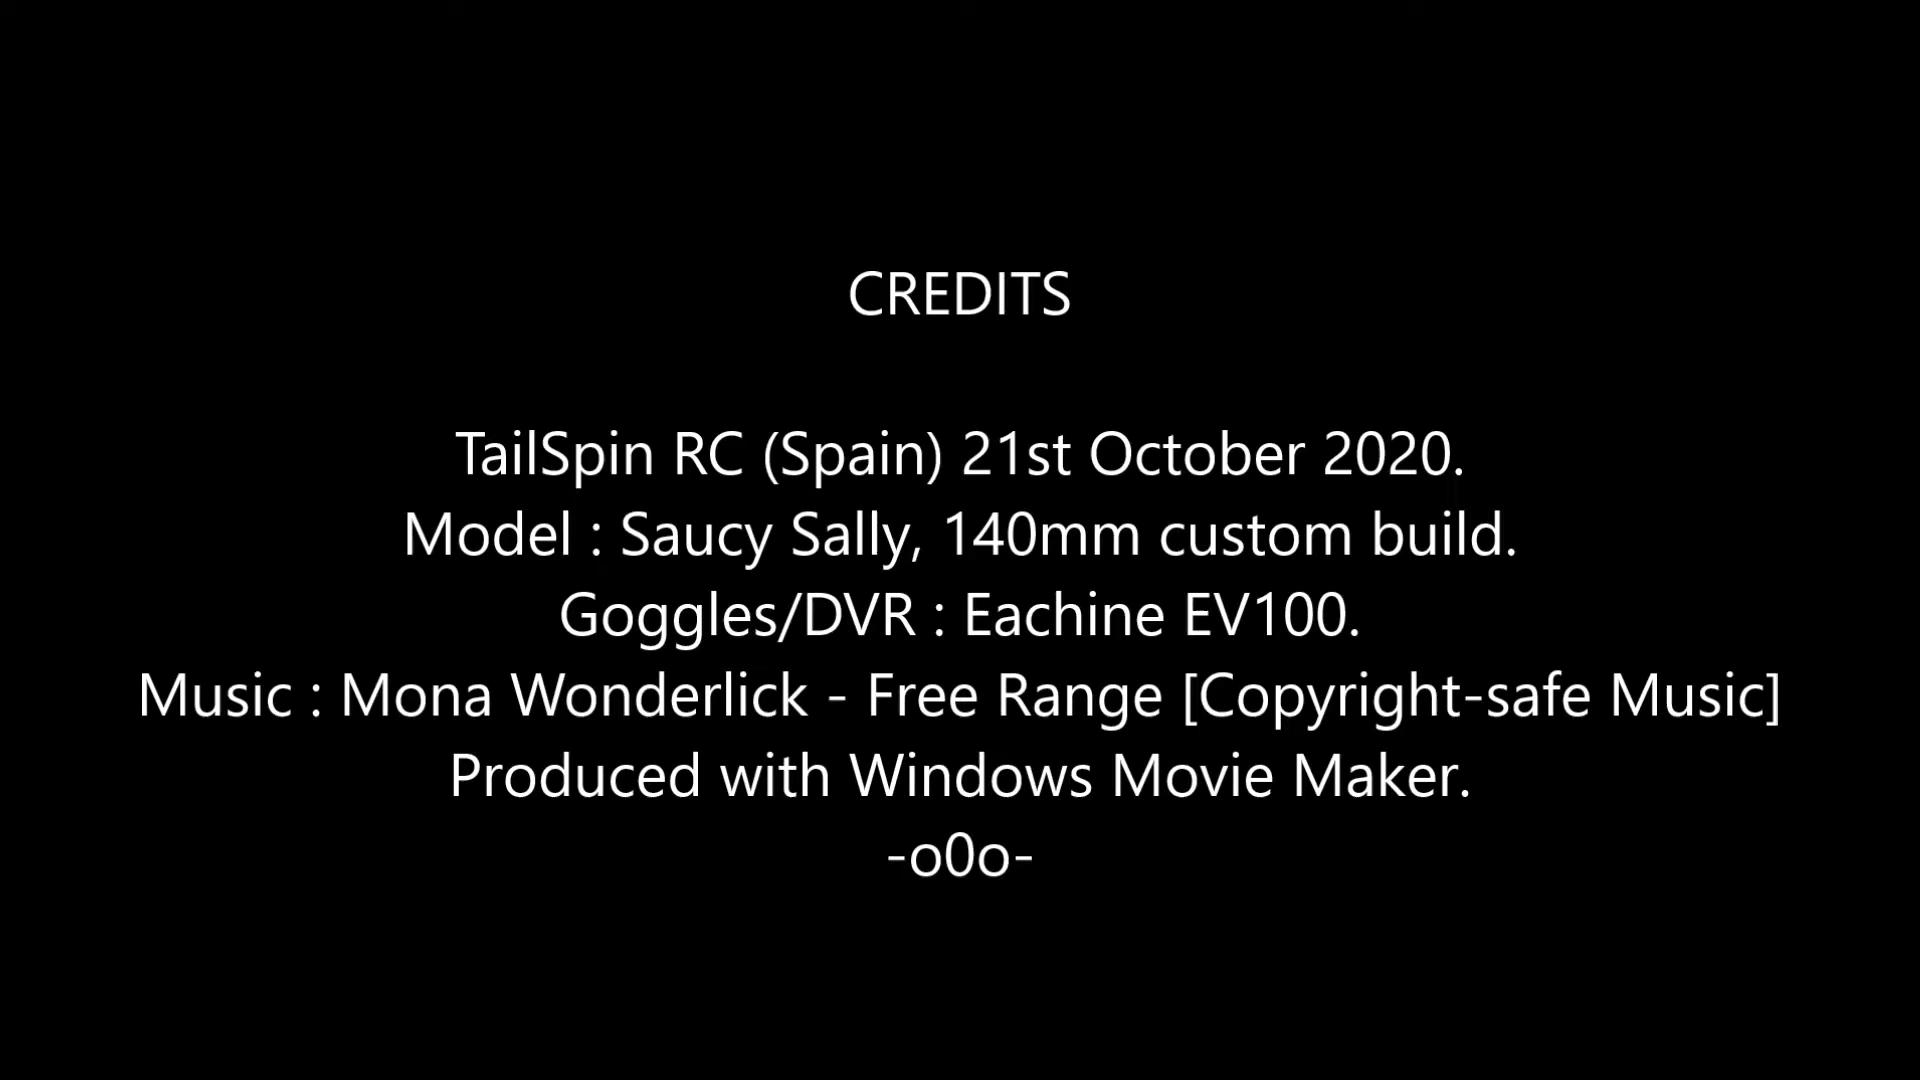 CREDITS
TailSpin RC (Spain) 21st October 2020.
Model : Saucy Sally, 140mm custom build.
Goggles/DVR : Eachine EV100.
Music : Mona Wonderlick - Free Range [Copyright-safe Music]
Produced with Windows Movie Maker.
-o0o-